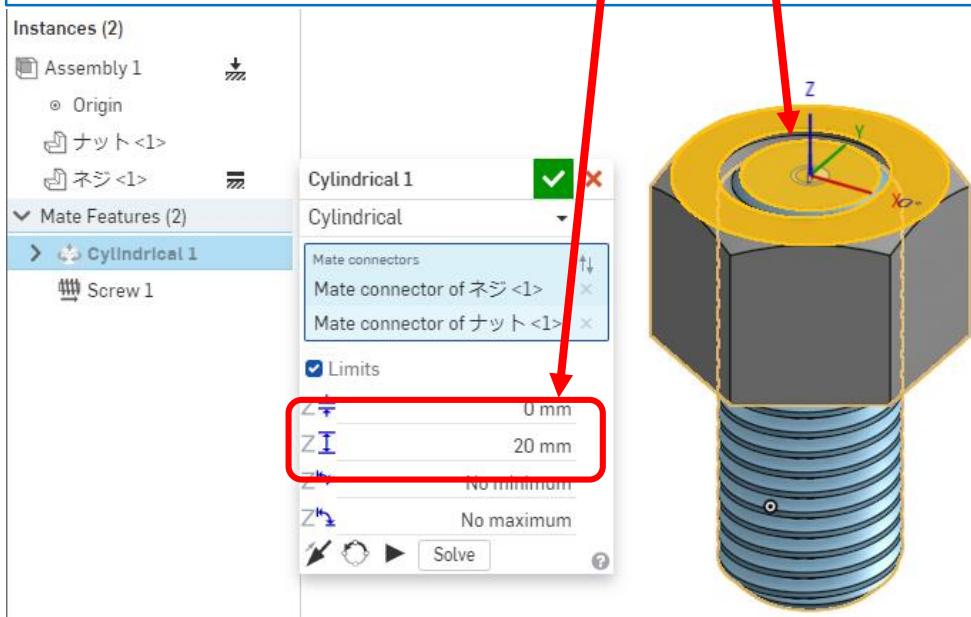 Instances (2)
Assembly 1
Origin
ナット <1>
ネジ <1>
Mate Features (2)
Cylindrical 1
Screw 1
Cylindrical 1
Cylindrical
Mate connectors
Mate connector of ネジ <1>
Mate connector of ナット <1>
Limits
Z 0 mm
Z 20 mm
Z No minimum
Z No maximum
Solve
Z
Y
X